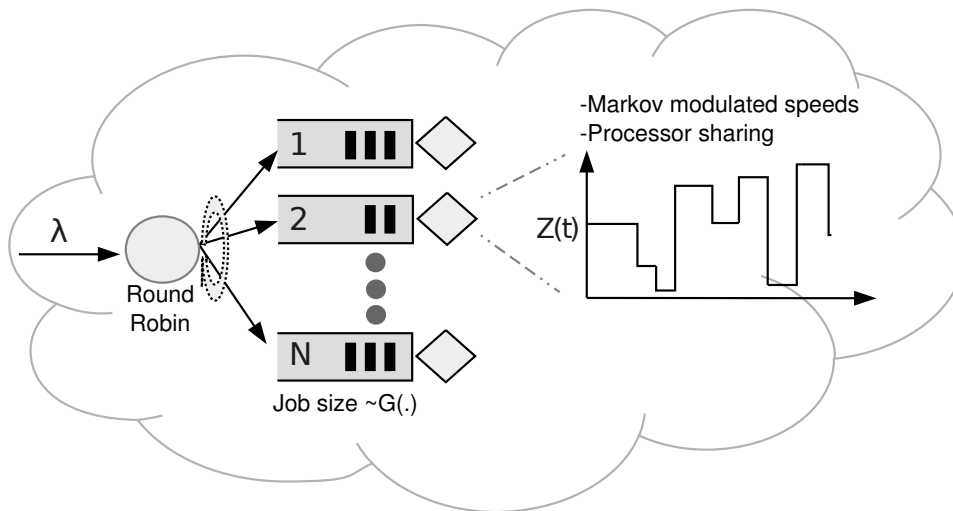 -Markov modulated speeds
-Processor sharing
1
2
λ
Z(t)
Round
Robin
N
Job size ~G(.)